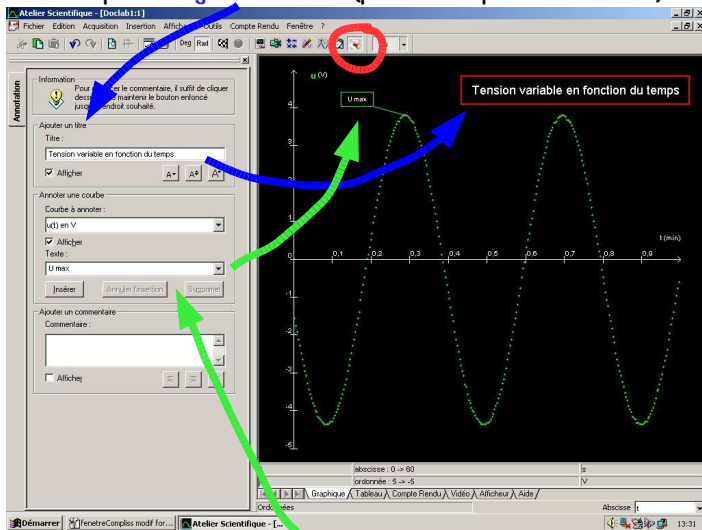 Atelier Scientifique - [Doclab1:1]
Fichier Edition Acquisition Insertion Outils Compte Rendu Fenêtre ?
Deg Rad
Annotation
Information
Pour le commentaire, il suffit de cliquer
maintenir le bouton enfoncé
endroit souhaité.
Ajouter un titre
Titre :
Tension variable en fonction du temps
Afficher
Annoter une courbe
Courbe à annoter :
u(t) en V
Afficher
Texte :
U max
Insérer Annuler l'insertion Supprimer
Ajouter un commentaire
Commentaire :
Afficher
u (V)
U max
Tension variable en fonction du temps
4
3
2
1
0
-1
-2
-3
-4
-5
0,1 0,2 0,3 0,4 0,5 0,6 0,7 0,8 0,9
t (min)
abscisse : 0 -> 60 s
ordonnée : 5 -> -5 V
Graphique Tableau Compte Rendu Vidéo Afficheur Aide
Abscisse t
Démarrer fenetreCompliss modif for... Atelier Scientifique - [... 13:31